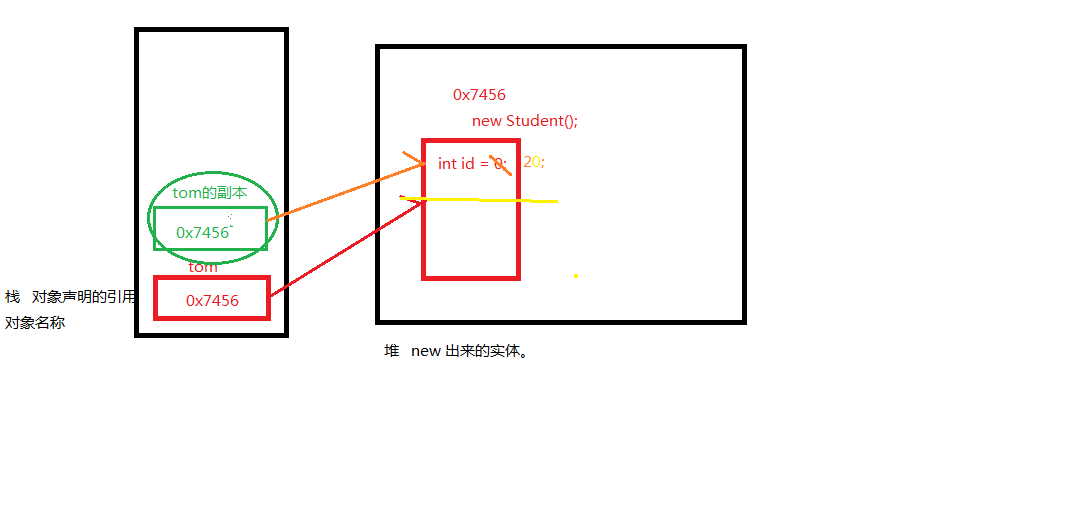 tom的副本
0x7456
tom
0x7456
栈 对象声明的引用
对象名称
0x7456
new Student();
int id = 0; 20;
堆 new 出来的实体。